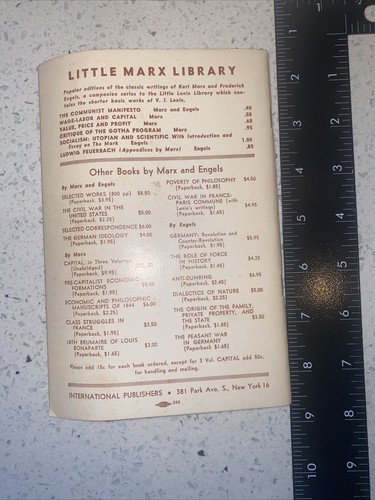 LITTLE MARX LIBRARY
Popular editions of the classic writings of Karl Marx and Frederick
Engels, a companion series to the Little Lenin Library which con-
tains the shorter basic works of V. I. Lenin.
THE COMMUNIST MANIFESTO Marx and Engels .40
WAGE-LABOR AND CAPITAL Marx .50
VALUE, PRICE AND PROFIT Marx .60
CRITIQUE OF THE GOTHA PROGRAM Marx .95
SOCIALISM: UTOPIAN AND SCIENTIFIC With Introduction and
Essay on The Mark Engels
LUDWIG FEUERBACH (Appendices by Marx) Engels .85
Other Books by Marx and Engels
By Marx and Engels
SELECTED WORKS (800 pp) $8.50
[Paperback, $3.95]
THE CIVIL WAR IN THE
UNITED STATES $5.00
[Paperback, $2.25]
SELECTED CORRESPONDENCE $6.00
THE GERMAN IDEOLOGY $4.00
[Paperback, $1.95]
By Marx
CAPITAL, in Three Volumes
[Unabridged]
[Paperback, $9.95]
PRE-CAPITALIST ECONOMIC
FORMATIONS $4.50
[Paperback, $1.95]
ECONOMIC AND PHILOSOPHIC
MANUSCRIPTS OF 1844 $6.00
[Paperback, $2.25]
CLASS STRUGGLES IN
FRANCE $3.50
[Paperback, $1.95]
18TH BRUMAIRE OF LOUIS
BONAPARTE $3.00
[Paperback, $1.65]
POVERTY OF PHILOSOPHY $4.00
[Paperback, $1.85]
CIVIL WAR IN FRANCE:
PARIS COMMUNE [with
Lenin's writings] $4.95
[Paperback, $1.65]
By Engels
GERMANY: Revolution and
Counter-Revolution $5.95
[Paperback, $1.95]
THE ROLE OF FORCE
IN HISTORY $4.25
[Paperback, $1.45]
ANTI-DUHRING $6.95
[Paperback, $2.45]
DIALECTICS OF NATURE $5.00
[Paperback, $2.25]
THE ORIGIN OF THE FAMILY,
PRIVATE PROPERTY, AND
THE STATE $3.50
[Paperback, $1.85]
THE PEASANT WAR
IN GERMANY
[Paperback, $1.65]
Please add 15c for each book ordered, except for 3 Vol. CAPITAL add 50c,
for handling and mailing.
INTERNATIONAL PUBLISHERS • 381 Park Ave. S., New York 16
209
1
2
3
4
5
6
7
8
9
10